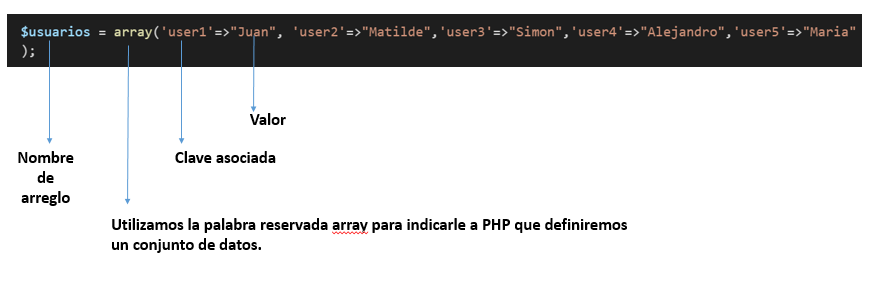 $usuarios = array('user1'=>"Juan", 'user2'=>"Matilde",'user3'=>"Simon",'user4'=>"Alejandro",'user5'=>"Maria"
);
Valor
Nombre
de
arreglo
Clave asociada
Utilizamos la palabra reservada array para indicarle a PHP que definiremos
un conjunto de datos.